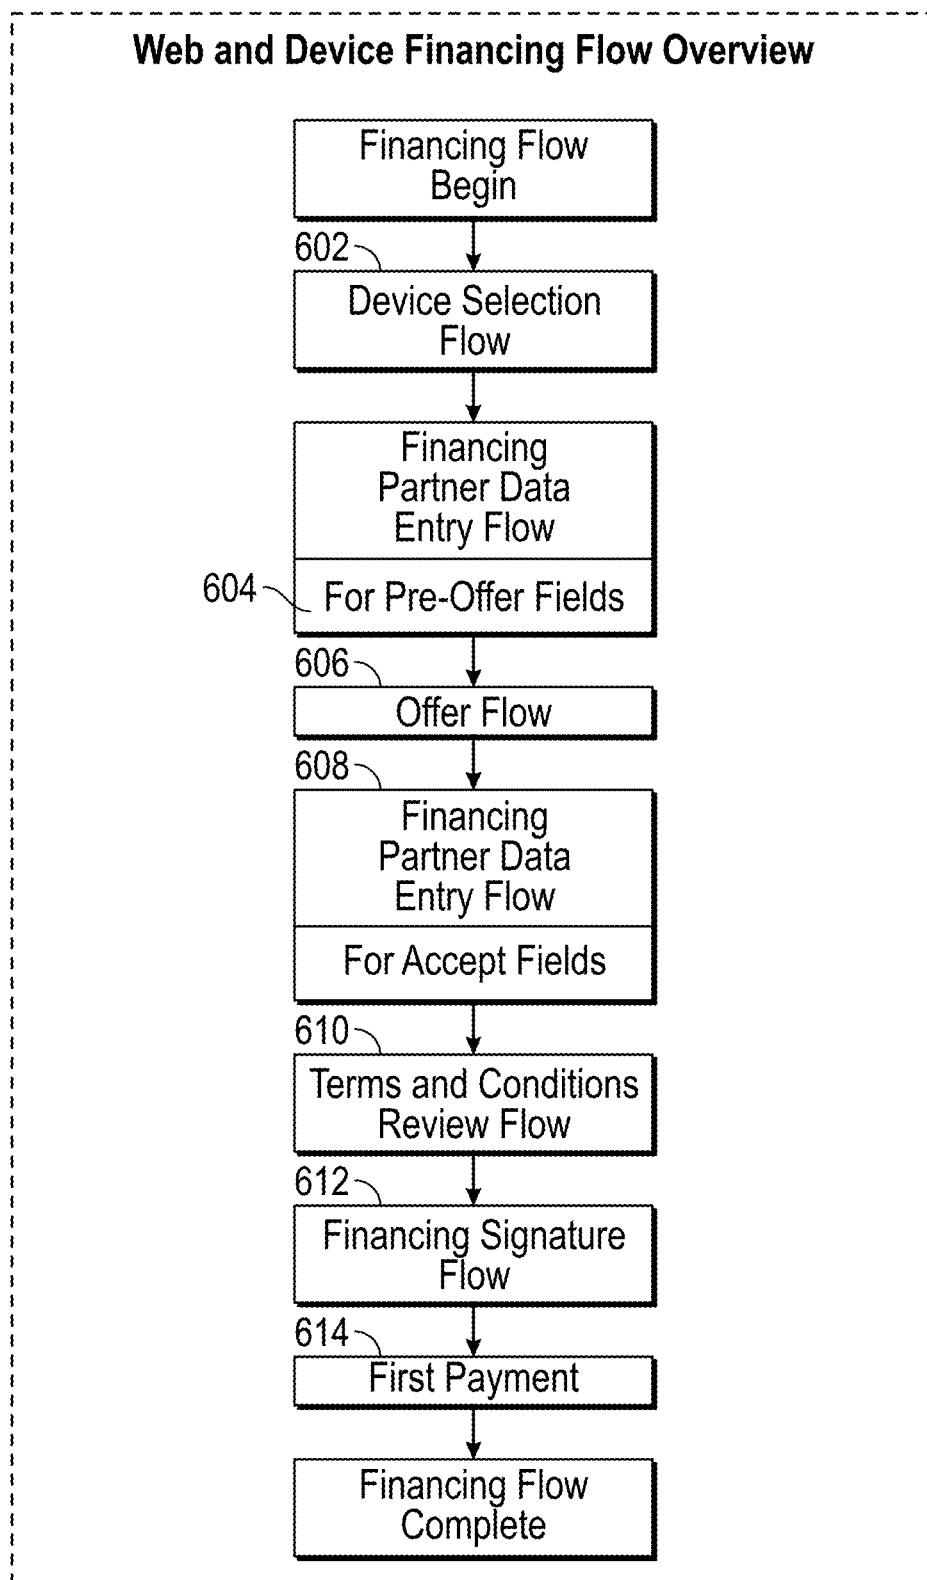 Web and Device Financing Flow Overview
Financing Flow
Begin
602
Device Selection
Flow
Financing
Partner Data
Entry Flow
604
For Pre-Offer Fields
606
Offer Flow
608
Financing
Partner Data
Entry Flow
For Accept Fields
610
Terms and Conditions
Review Flow
612
Financing Signature
Flow
614
First Payment
Financing Flow
Complete